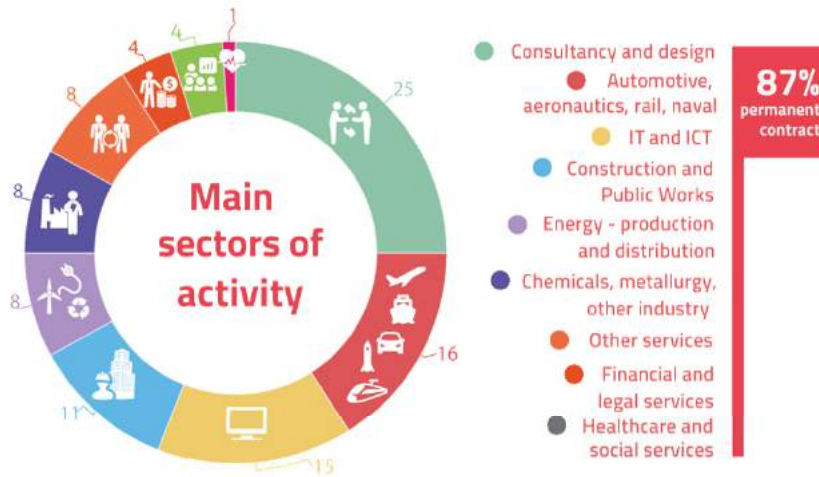 1
4
4
8
8
8
11
15
16
25
Main
sectors of
activity
Consultancy and design
Automotive,
aeronautics, rail, naval
IT and ICT
Construction and
Public Works
Energy - production
and distribution
Chemicals, metallurgy,
other industry
Other services
Financial and
legal services
Healthcare and
social services
87%
permanent
contract